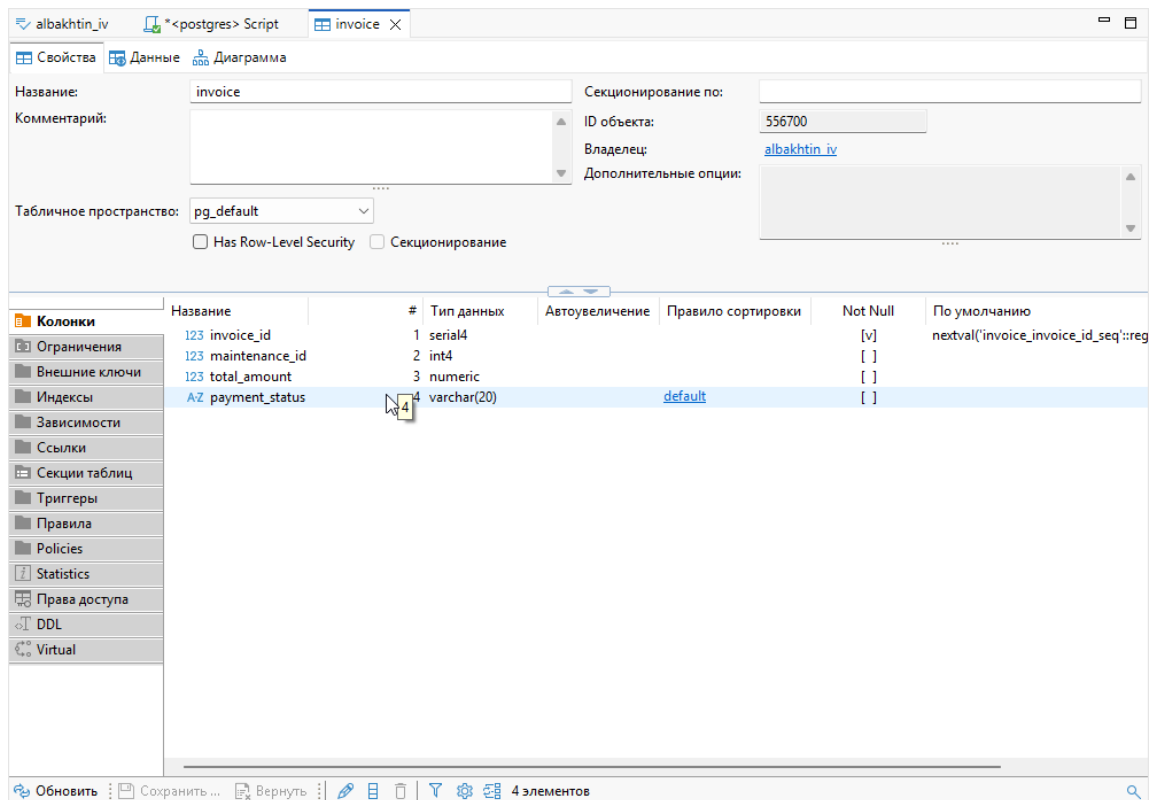 albakhtin_iv *<postgres> Script invoice
Свойства Данные Диаграмма
Название: invoice Секционирование по:
Комментарий: ID объекта: 556700
Владелец: albakhtin_iv
Дополнительные опции:
Табличное пространство: pg_default
Has Row-Level Security Секционирование
Название # Тип данных Автоувеличение Правило сортировки Not Null По умолчанию
123 invoice_id 1 serial4 [v] nextval('invoice_invoice_id_seq'::reg
123 maintenance_id 2 int4 [ ]
123 total_amount 3 numeric [ ]
A-Z payment_status 4 varchar(20) default [ ]
4
Колонки
Ограничения
Внешние ключи
Индексы
Зависимости
Ссылки
Секции таблиц
Триггеры
Правила
Policies
Statistics
Права доступа
DDL
Virtual
Обновить Сохранить ... Вернуть 4 элементов